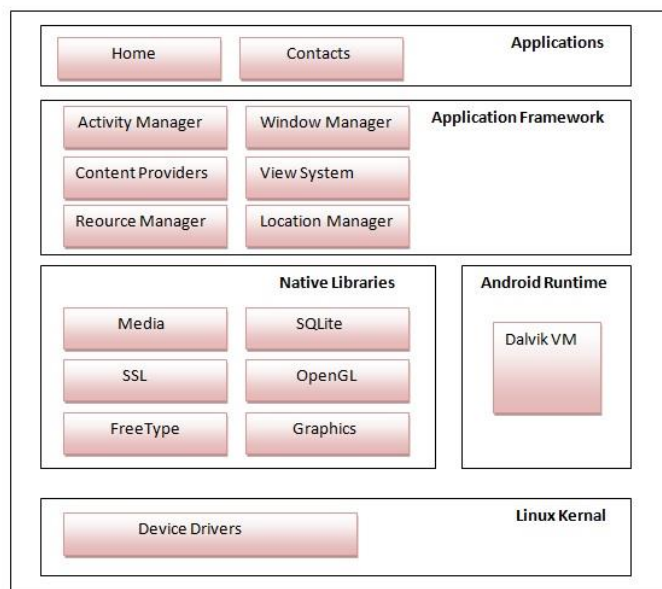 Applications
Home
Contacts
Application Framework
Activity Manager
Window Manager
Content Providers
View System
Reource Manager
Location Manager
Native Libraries
Media
SQLite
SSL
OpenGL
FreeType
Graphics
Android Runtime
Dalvik VM
Linux Kernal
Device Drivers